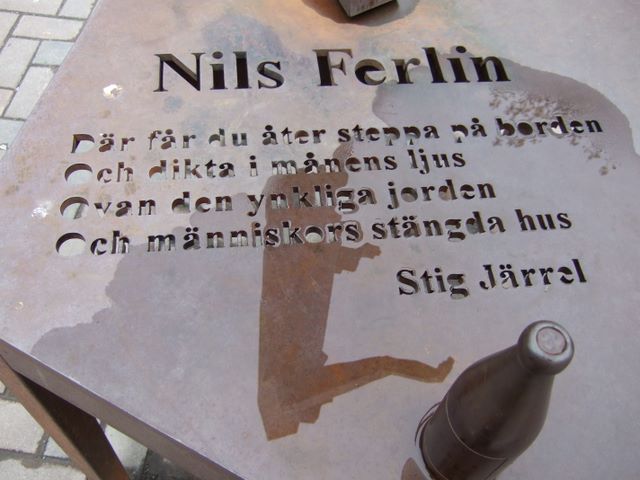 Nils Ferlin
Där får du åter steppa på borden
Och dikta i månens ljus
Ovan den ynkliga jorden
Och människors stängda hus
Stig Järrel